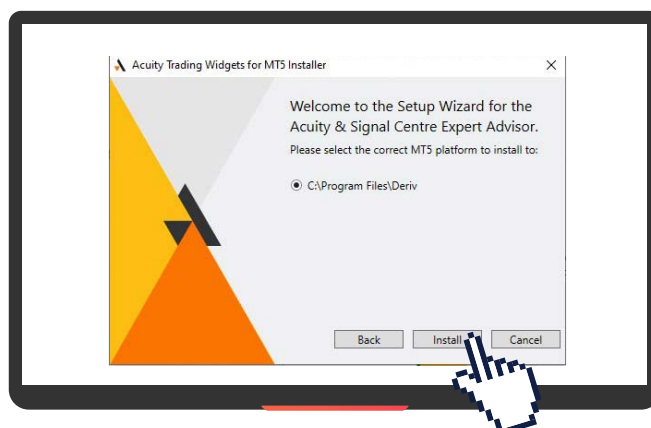 Acuity Trading Widgets for MT5 Installer
Welcome to the Setup Wizard for the
Acuity & Signal Centre Expert Advisor.
Please select the correct MT5 platform to install to:
C:\Program Files\Deriv
Back Install Cancel